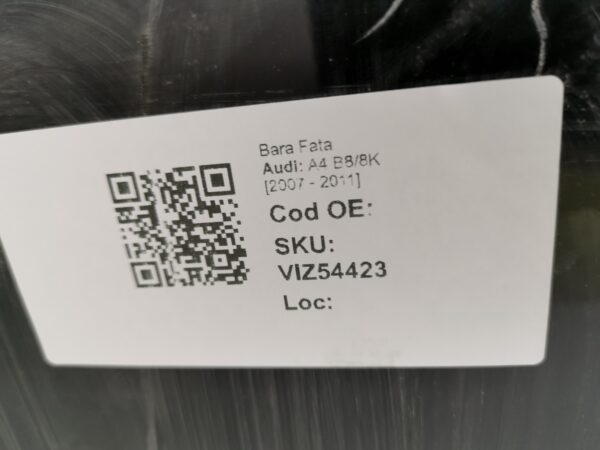 Bara Fata
Audi: A4 B8/8K
[2007 - 2011]
Cod OE:
SKU:
VIZ54423
Loc: